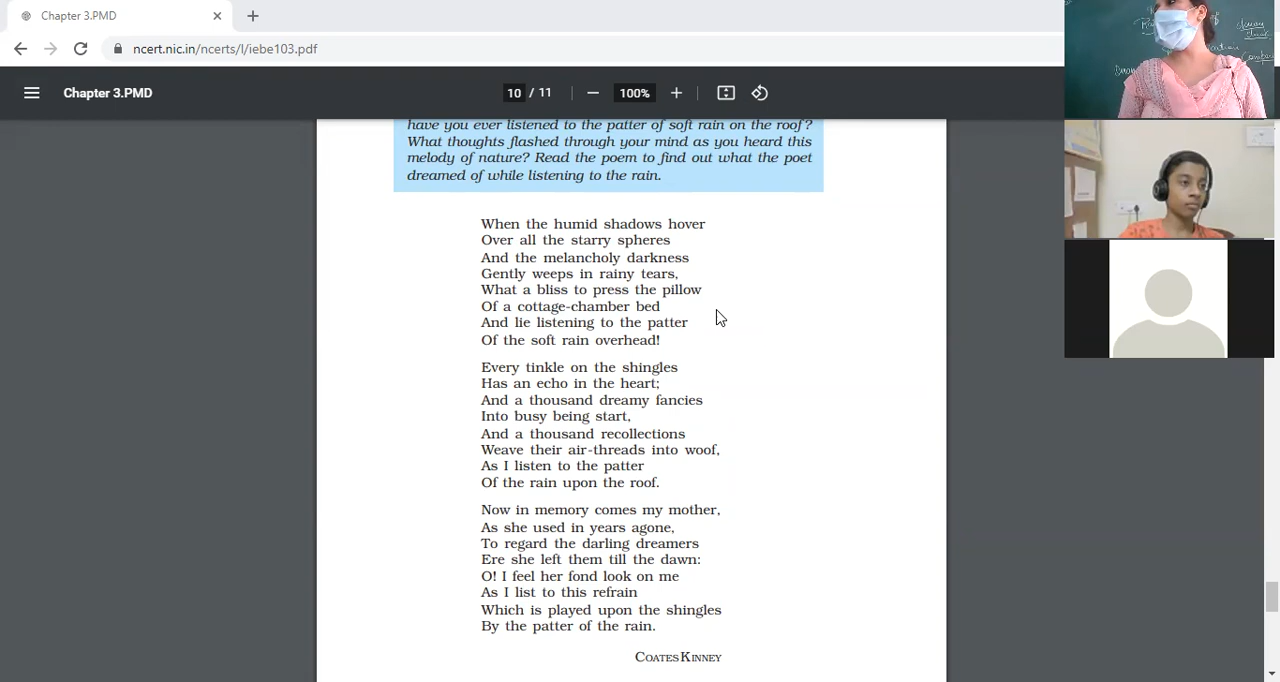 Chapter 3.PMD
ncert.nic.in/ncerts/l/iebe103.pdf
Chapter 3.PMD
10 / 11
100%
have you ever listened to the patter of soft rain on the roof?
What thoughts flashed through your mind as you heard this
melody of nature? Read the poem to find out what the poet
dreamed of while listening to the rain.
When the humid shadows hover
Over all the starry spheres
And the melancholy darkness
Gently weeps in rainy tears,
What a bliss to press the pillow
Of a cottage-chamber bed
And lie listening to the patter
Of the soft rain overhead!
Every tinkle on the shingles
Has an echo in the heart;
And a thousand dreamy fancies
Into busy being start,
And a thousand recollections
Weave their air-threads into woof,
As I listen to the patter
Of the rain upon the roof.
Now in memory comes my mother,
As she used in years agone,
To regard the darling dreamers
Ere she left them till the dawn:
O! I feel her fond look on me
As I list to this refrain
Which is played upon the shingles
By the patter of the rain.
COATES KINNEY